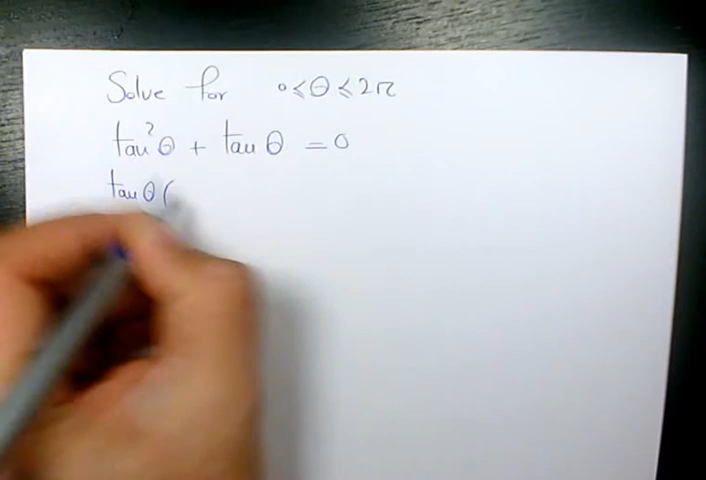 Solve for 0 ≤ θ ≤ 2π
tan²θ + tan θ = 0
tan θ (